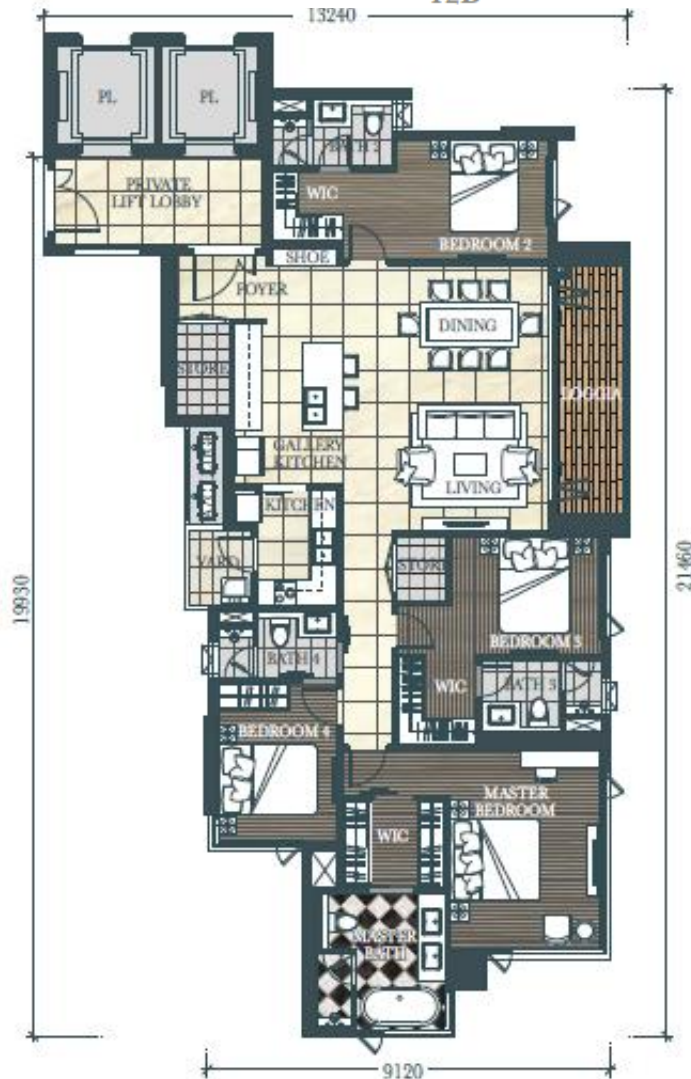 13240
PL
PL
BATH 2
PRIVATE
LIFT LOBBY
WIC
BEDROOM 2
SHOE
FOYER
DINING
STORE
LOGGIA
GALLERY
KITCHEN
LIVING
KITCHEN
YARD
STORE
19930
21460
BEDROOM 3
BATH 4
WIC
BATH 3
BEDROOM 4
MASTER
BEDROOM
WIC
MASTER
BATH
9120